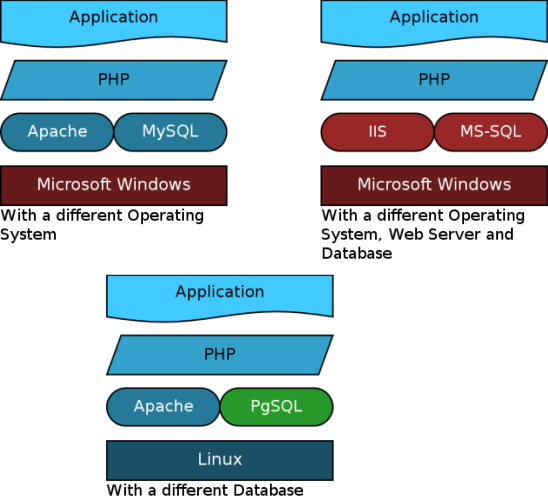 Application
PHP
Apache MySQL
Microsoft Windows
With a different Operating
System
Application
PHP
IIS MS-SQL
Microsoft Windows
With a different Operating
System, Web Server and
Database
Application
PHP
Apache PgSQL
Linux
With a different Database